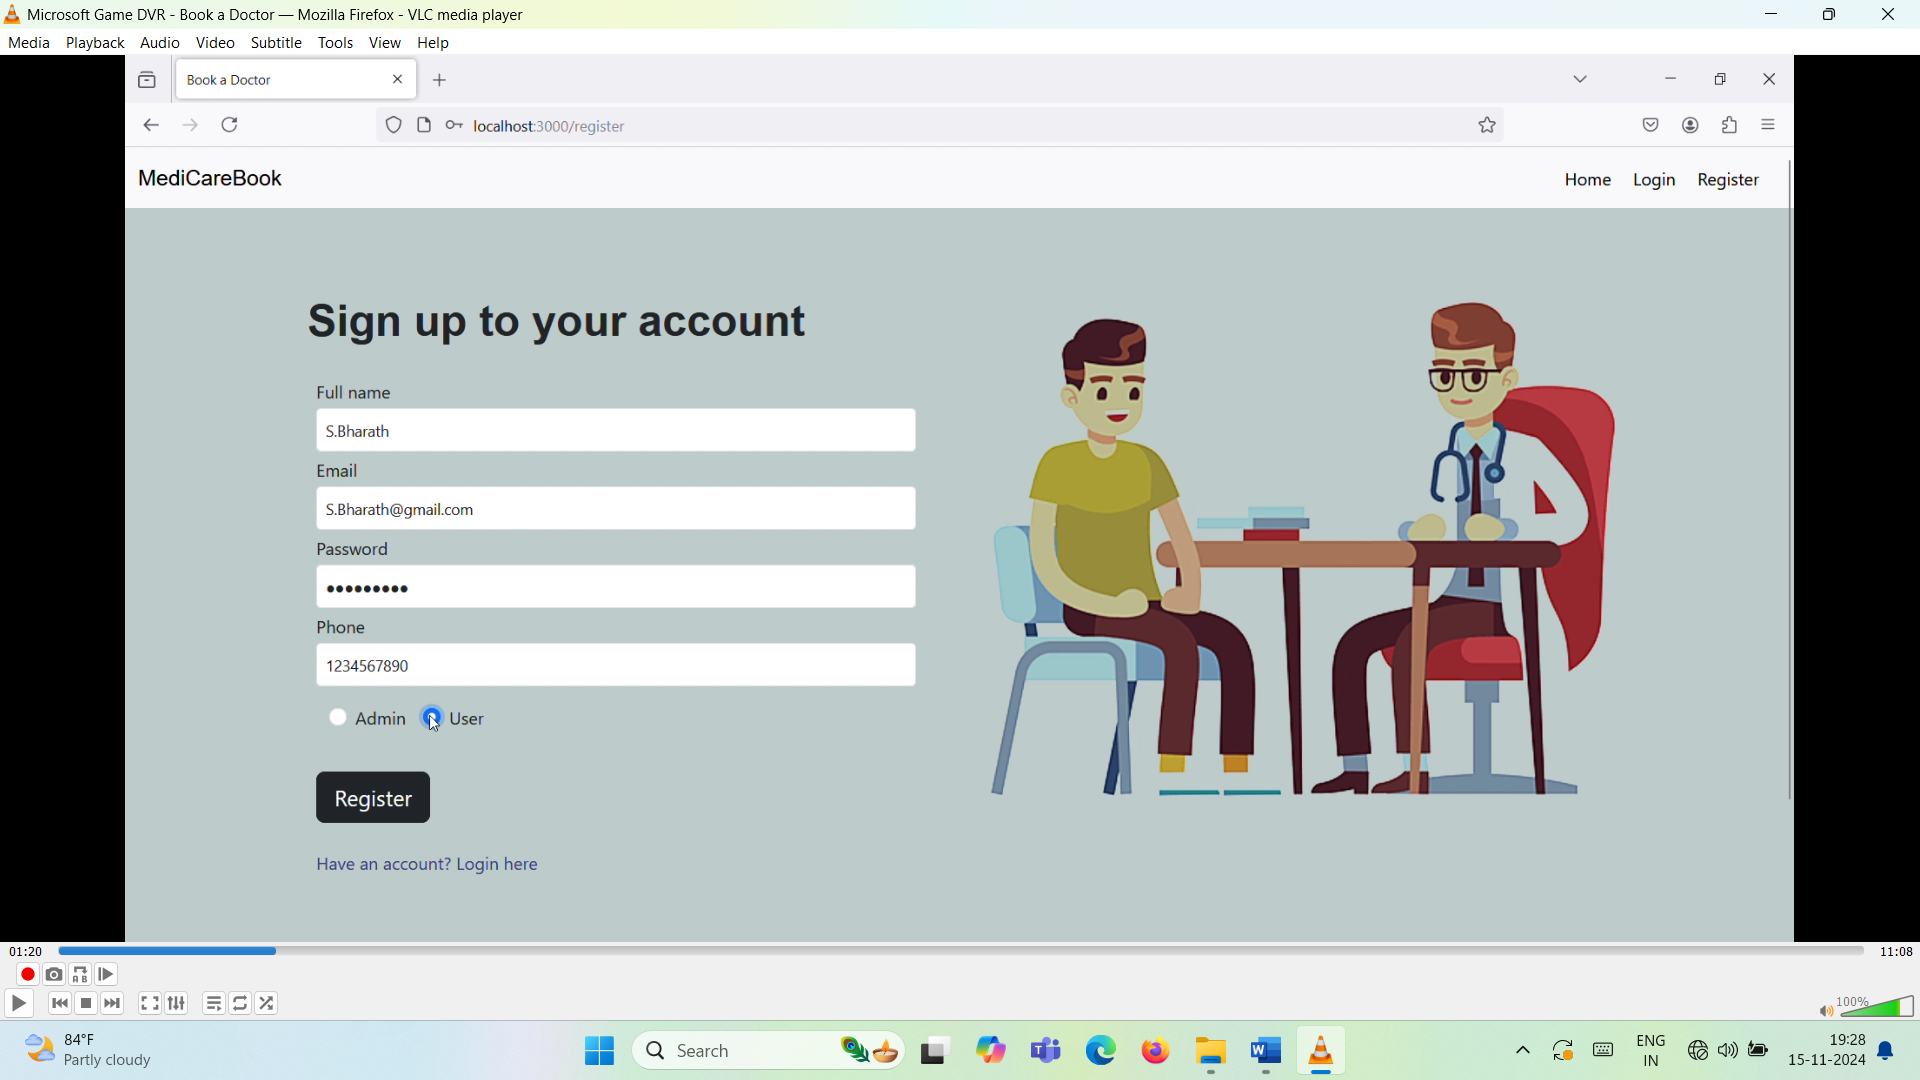 Microsoft Game DVR - Book a Doctor — Mozilla Firefox - VLC media player
Media Playback Audio Video Subtitle Tools View Help
Book a Doctor
localhost:3000/register
MediCareBook
Home Login Register
Sign up to your account
Full name
S.Bharath
Email
S.Bharath@gmail.com
Password
Phone
1234567890
Admin User
Register
Have an account? Login here
01:20 11:08
100%
84°F
Partly cloudy
Search
ENG
IN
19:28
15-11-2024